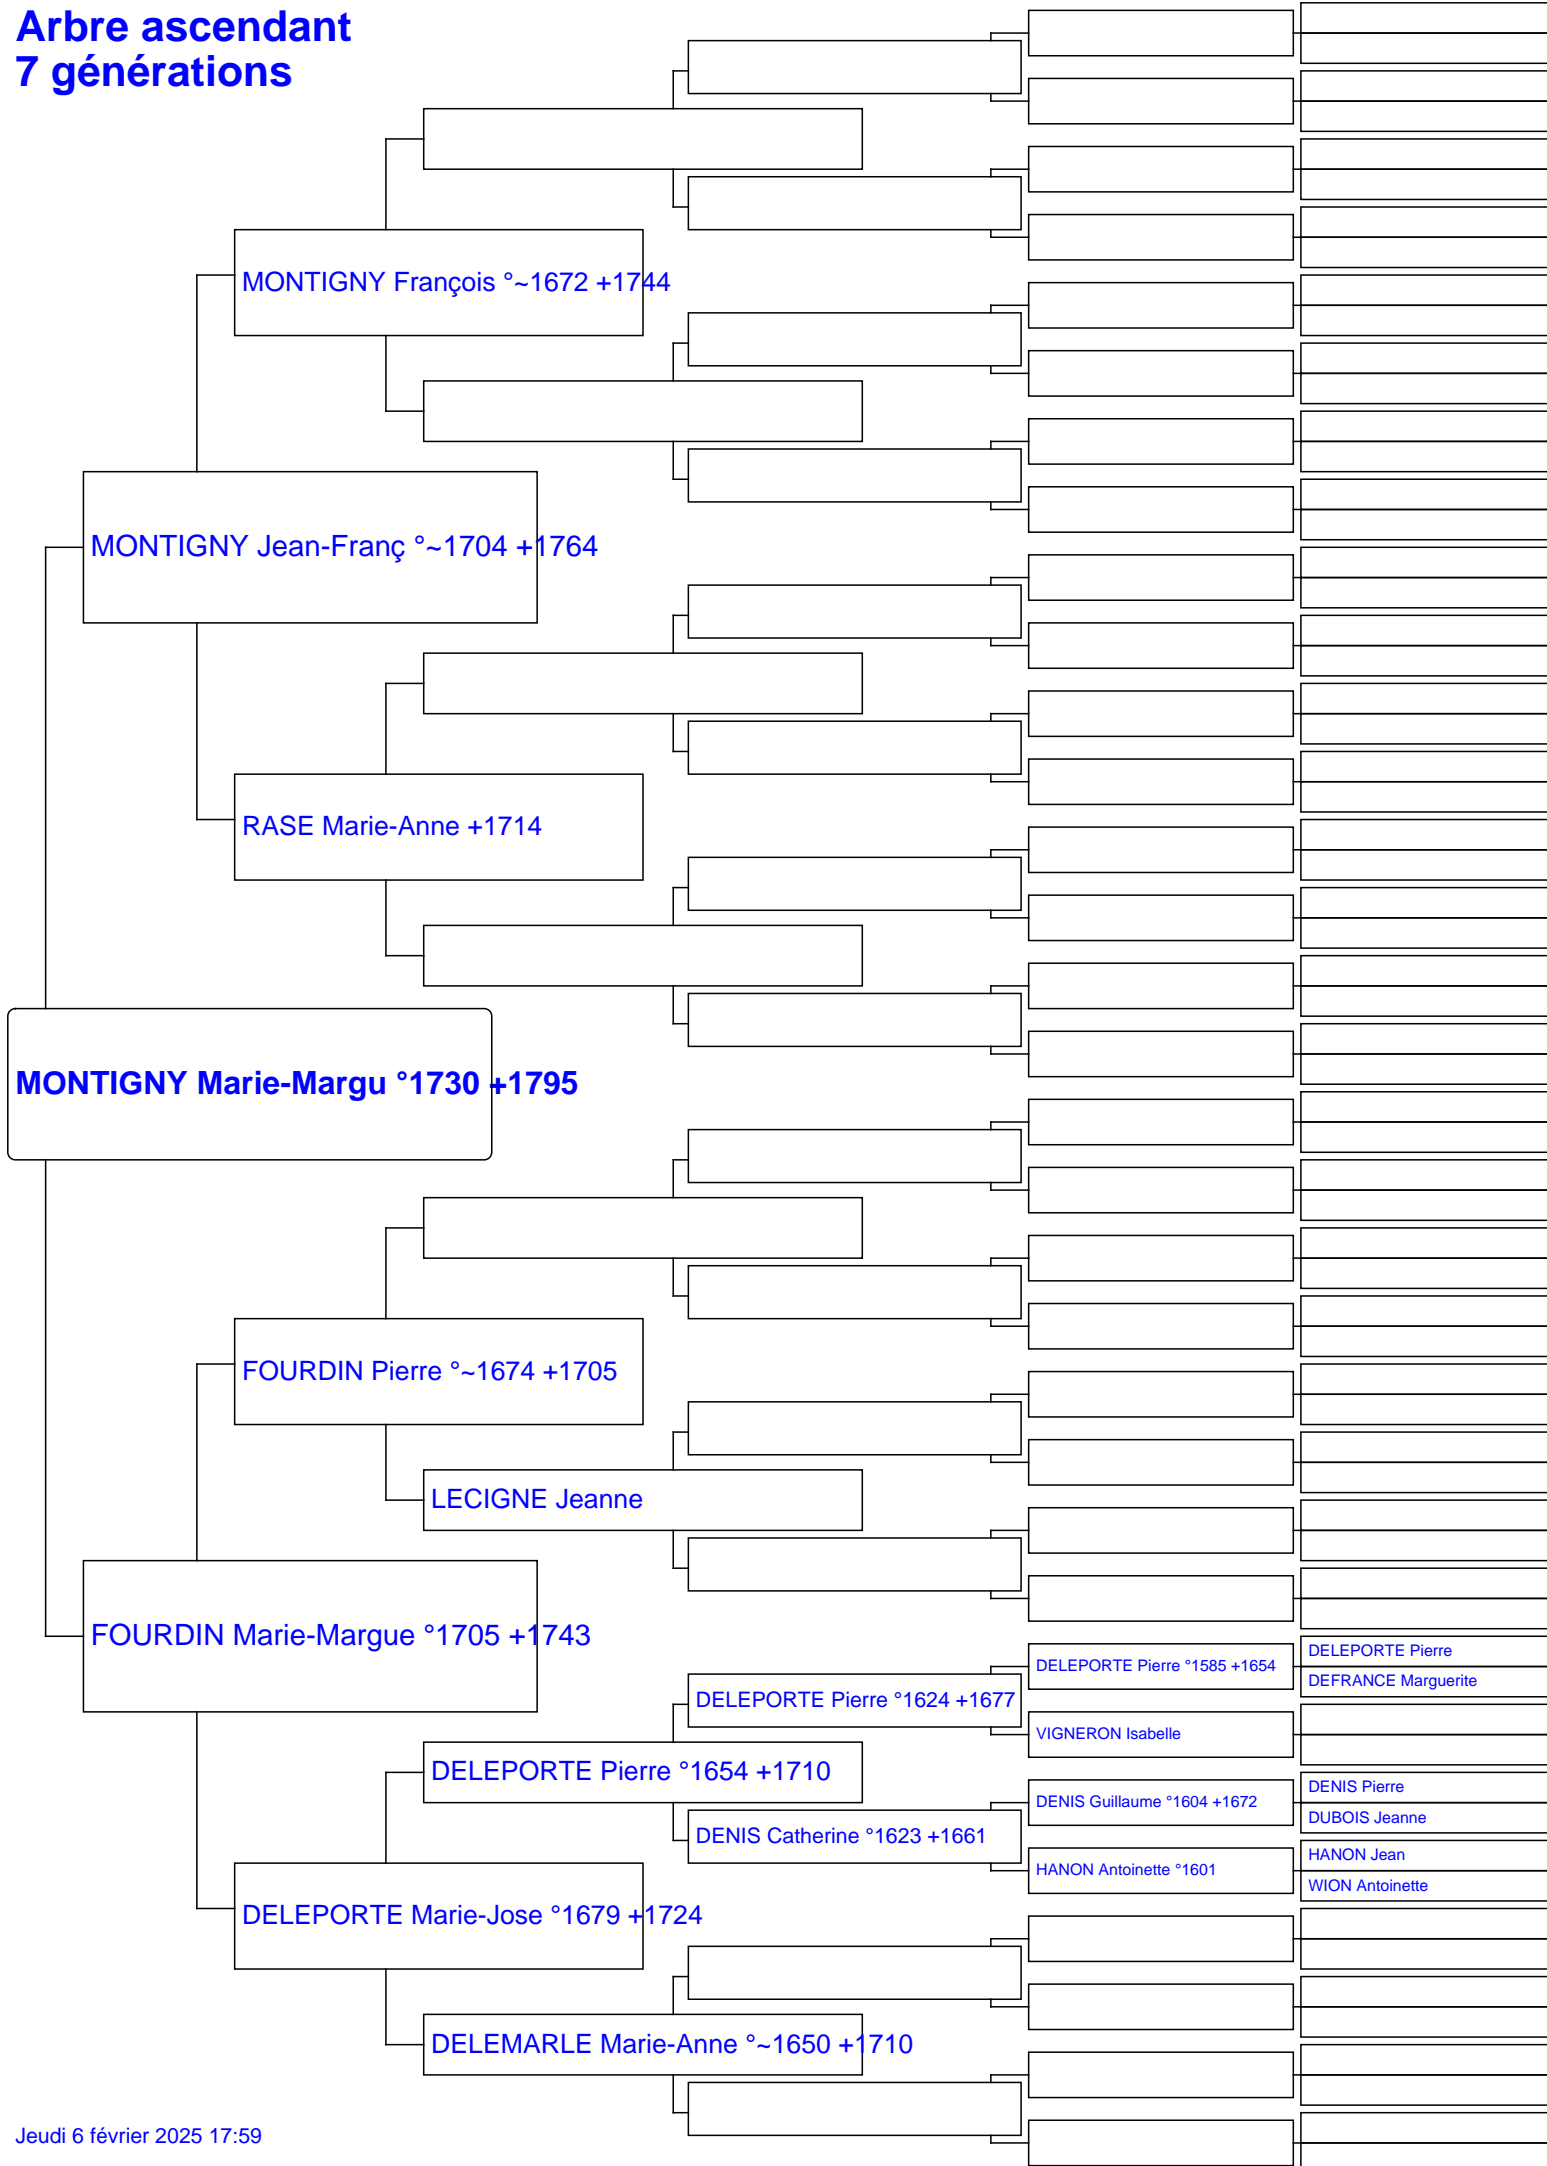 Arbre ascendant
7 générations
MONTIGNY François °~1672 +1744
MONTIGNY Jean-Franç °~1704 +1764
RASE Marie-Anne +1714
MONTIGNY Marie-Margu °1730 +1795
FOURDIN Pierre °~1674 +1705
LECIGNE Jeanne
FOURDIN Marie-Margue °1705 +1743
DELEPORTE Pierre
DELEPORTE Pierre °1585 +1654
DEFRANCE Marguerite
DELEPORTE Pierre °1624 +1677
VIGNERON Isabelle
DELEPORTE Pierre °1654 +1710
DENIS Pierre
DENIS Guillaume °1604 +1672
DUBOIS Jeanne
DENIS Catherine °1623 +1661
HANON Jean
HANON Antoinette °1601
WION Antoinette
DELEPORTE Marie-Jose °1679 +1724
DELEMARLE Marie-Anne °~1650 +1710
Jeudi 6 février 2025 17:59